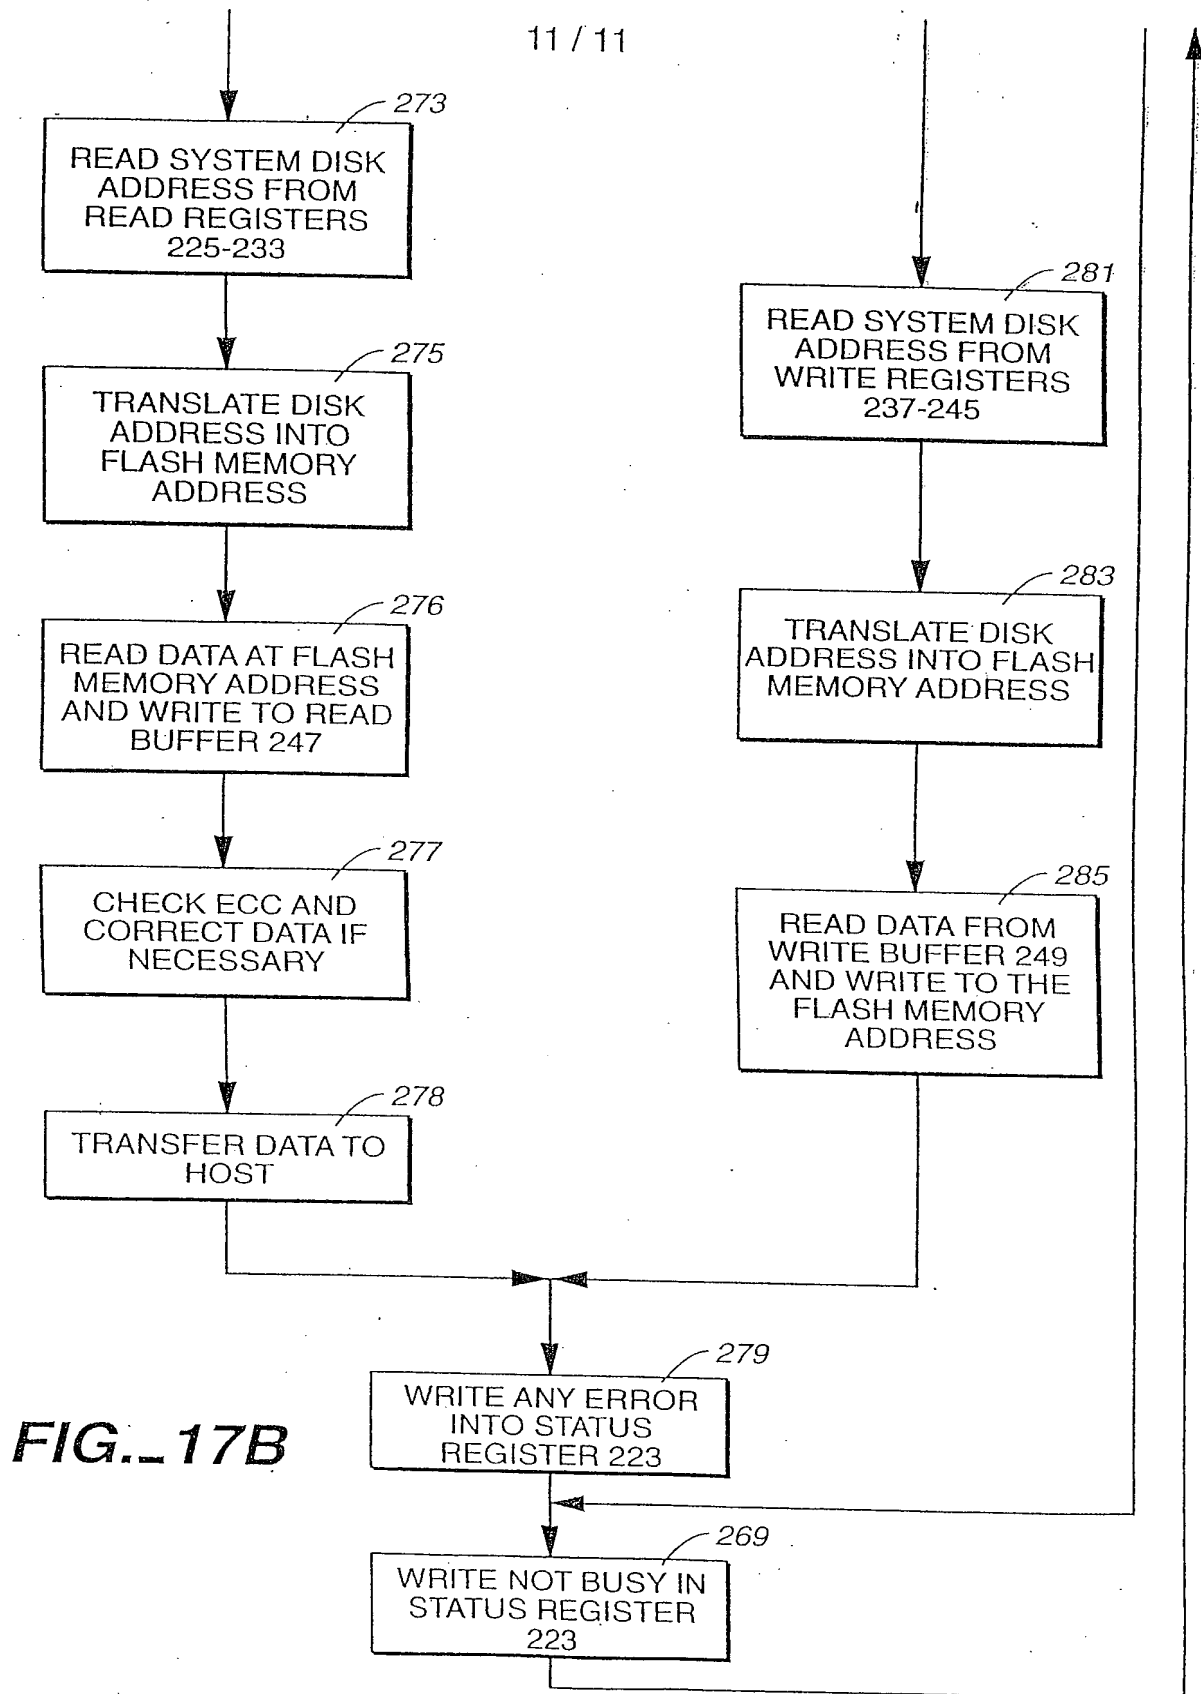 11 / 11
273
READ SYSTEM DISK
ADDRESS FROM
READ REGISTERS
225-233
275
TRANSLATE DISK
ADDRESS INTO
FLASH MEMORY
ADDRESS
276
READ DATA AT FLASH
MEMORY ADDRESS
AND WRITE TO READ
BUFFER 247
277
CHECK ECC AND
CORRECT DATA IF
NECESSARY
278
TRANSFER DATA TO
HOST
281
READ SYSTEM DISK
ADDRESS FROM
WRITE REGISTERS
237-245
283
TRANSLATE DISK
ADDRESS INTO FLASH
MEMORY ADDRESS
285
READ DATA FROM
WRITE BUFFER 249
AND WRITE TO THE
FLASH MEMORY
ADDRESS
279
WRITE ANY ERROR
INTO STATUS
REGISTER 223
269
WRITE NOT BUSY IN
STATUS REGISTER
223
FIG._ 17B